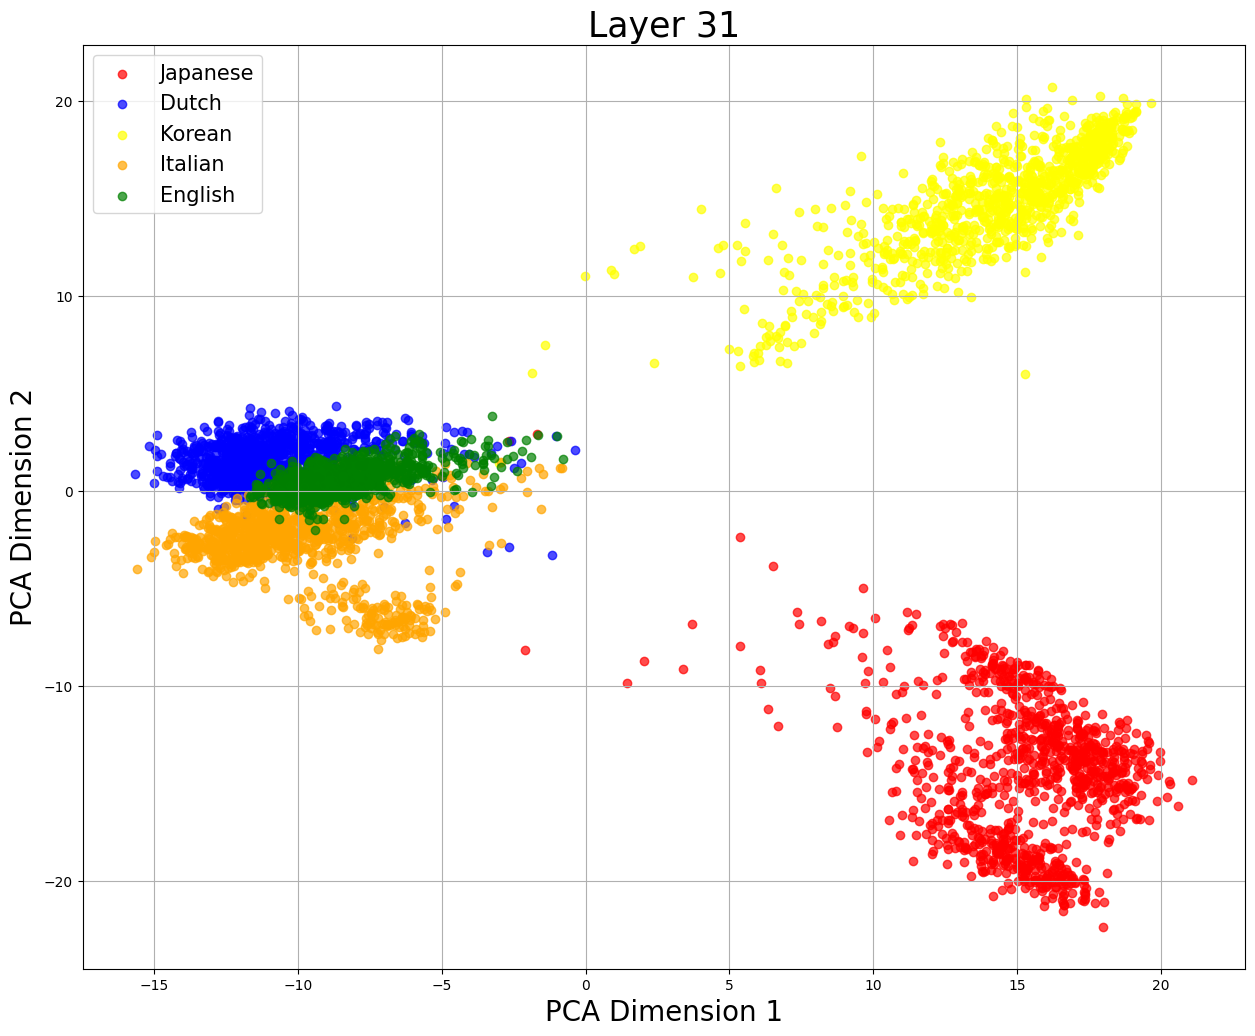 Layer 31
Japanese
Dutch
Korean
Italian
English
20
10
0
−10
−20
PCA Dimension 2
−15
−10
−5
0
5
10
15
20
PCA Dimension 1